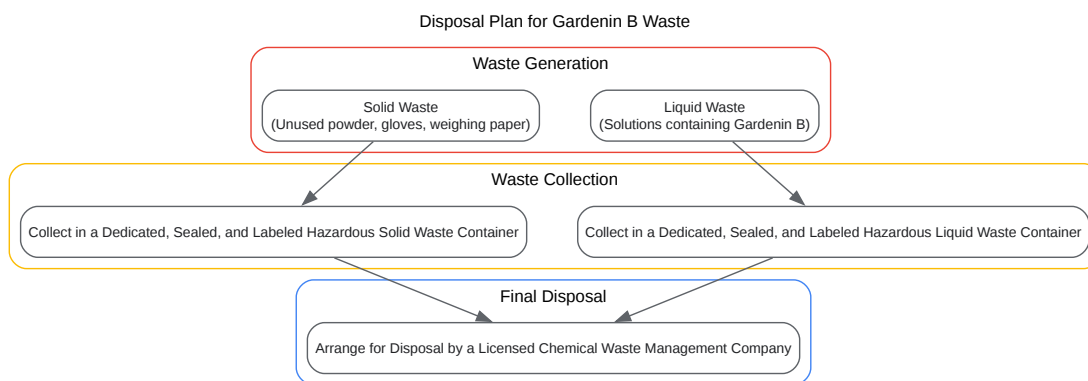 Disposal Plan for Gardenin B Waste
Waste Generation
Solid Waste
(Unused powder, gloves, weighing paper)
Liquid Waste
(Solutions containing Gardenin B)
Waste Collection
Collect in a Dedicated, Sealed, and Labeled Hazardous Solid Waste Container
Collect in a Dedicated, Sealed, and Labeled Hazardous Liquid Waste Container
Final Disposal
Arrange for Disposal by a Licensed Chemical Waste Management Company